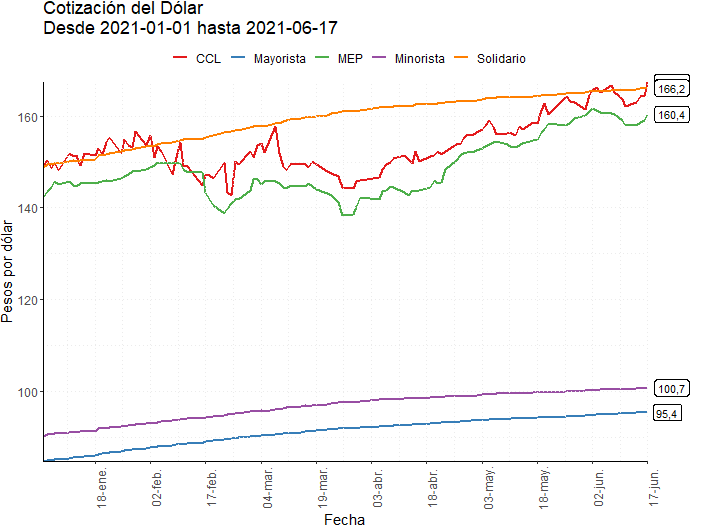 Cotización del Dólar
Desde 2021-01-01 hasta 2021-06-17
CCL Mayorista MEP Minorista Solidario
Pesos por dólar
160
140
120
100
166,2
160,4
100,7
95,4
18-ene.
02-feb.
17-feb.
04-mar.
19-mar.
03-abr.
18-abr.
03-may.
18-may.
02-jun.
17-jun.
Fecha